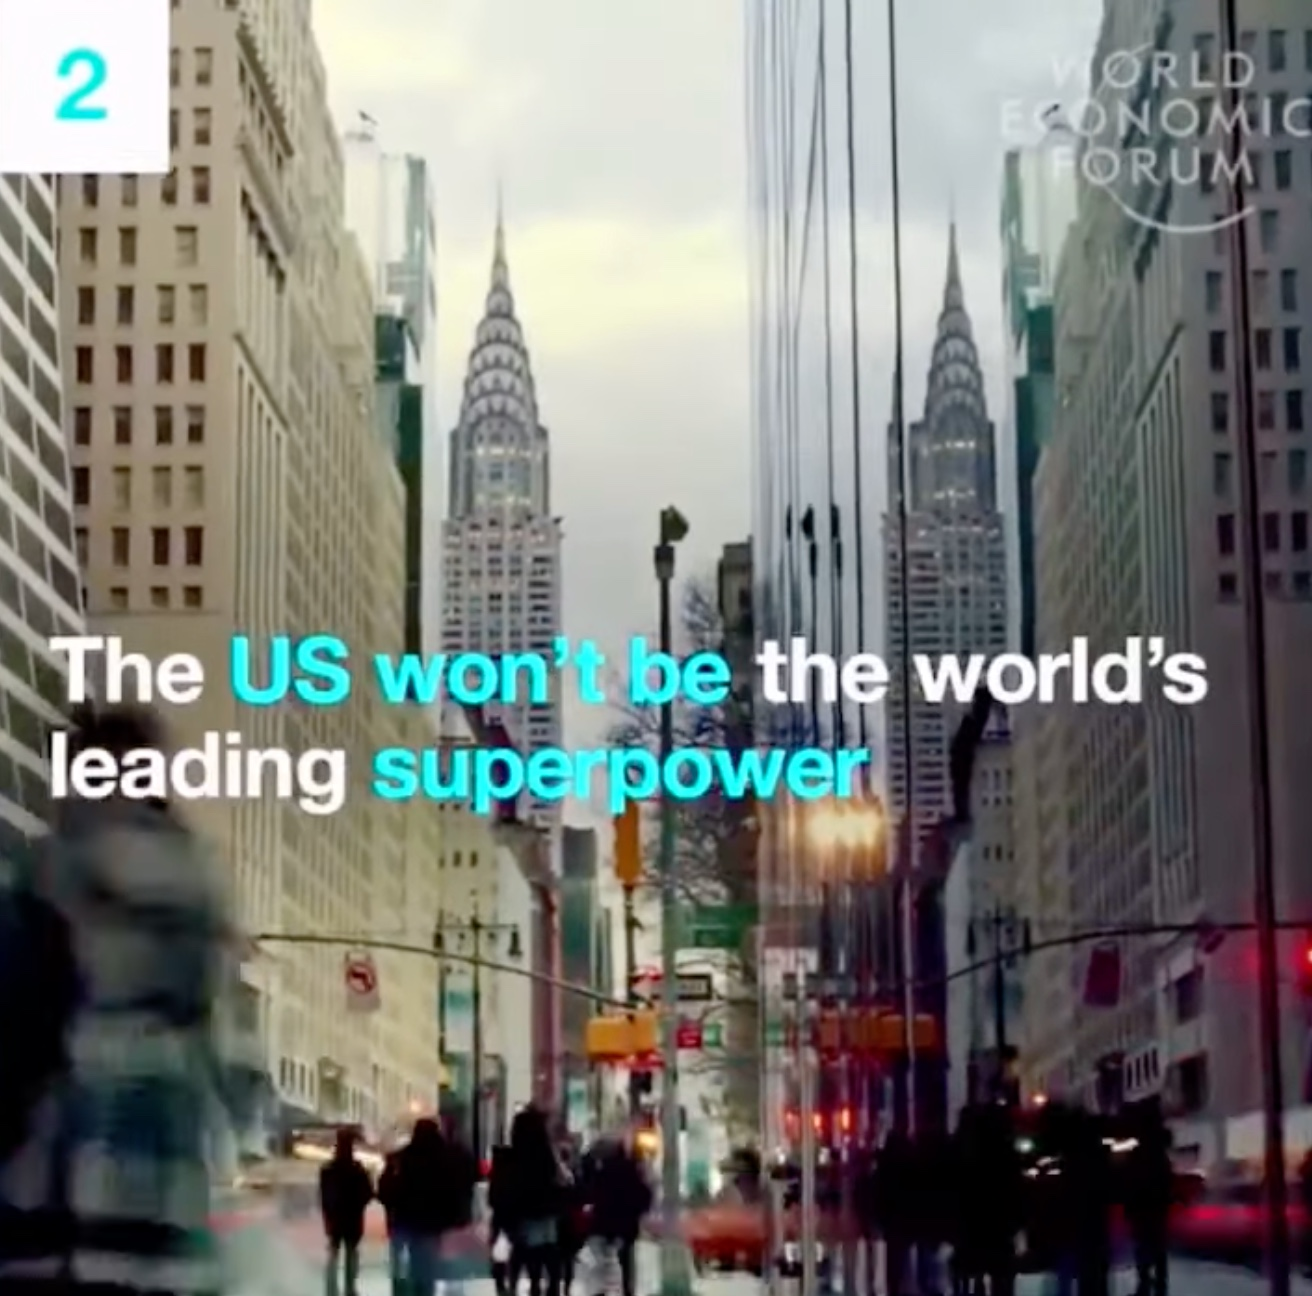 2
WORLD
ECONOMIC
FORUM
The US won't be the world's
leading superpower